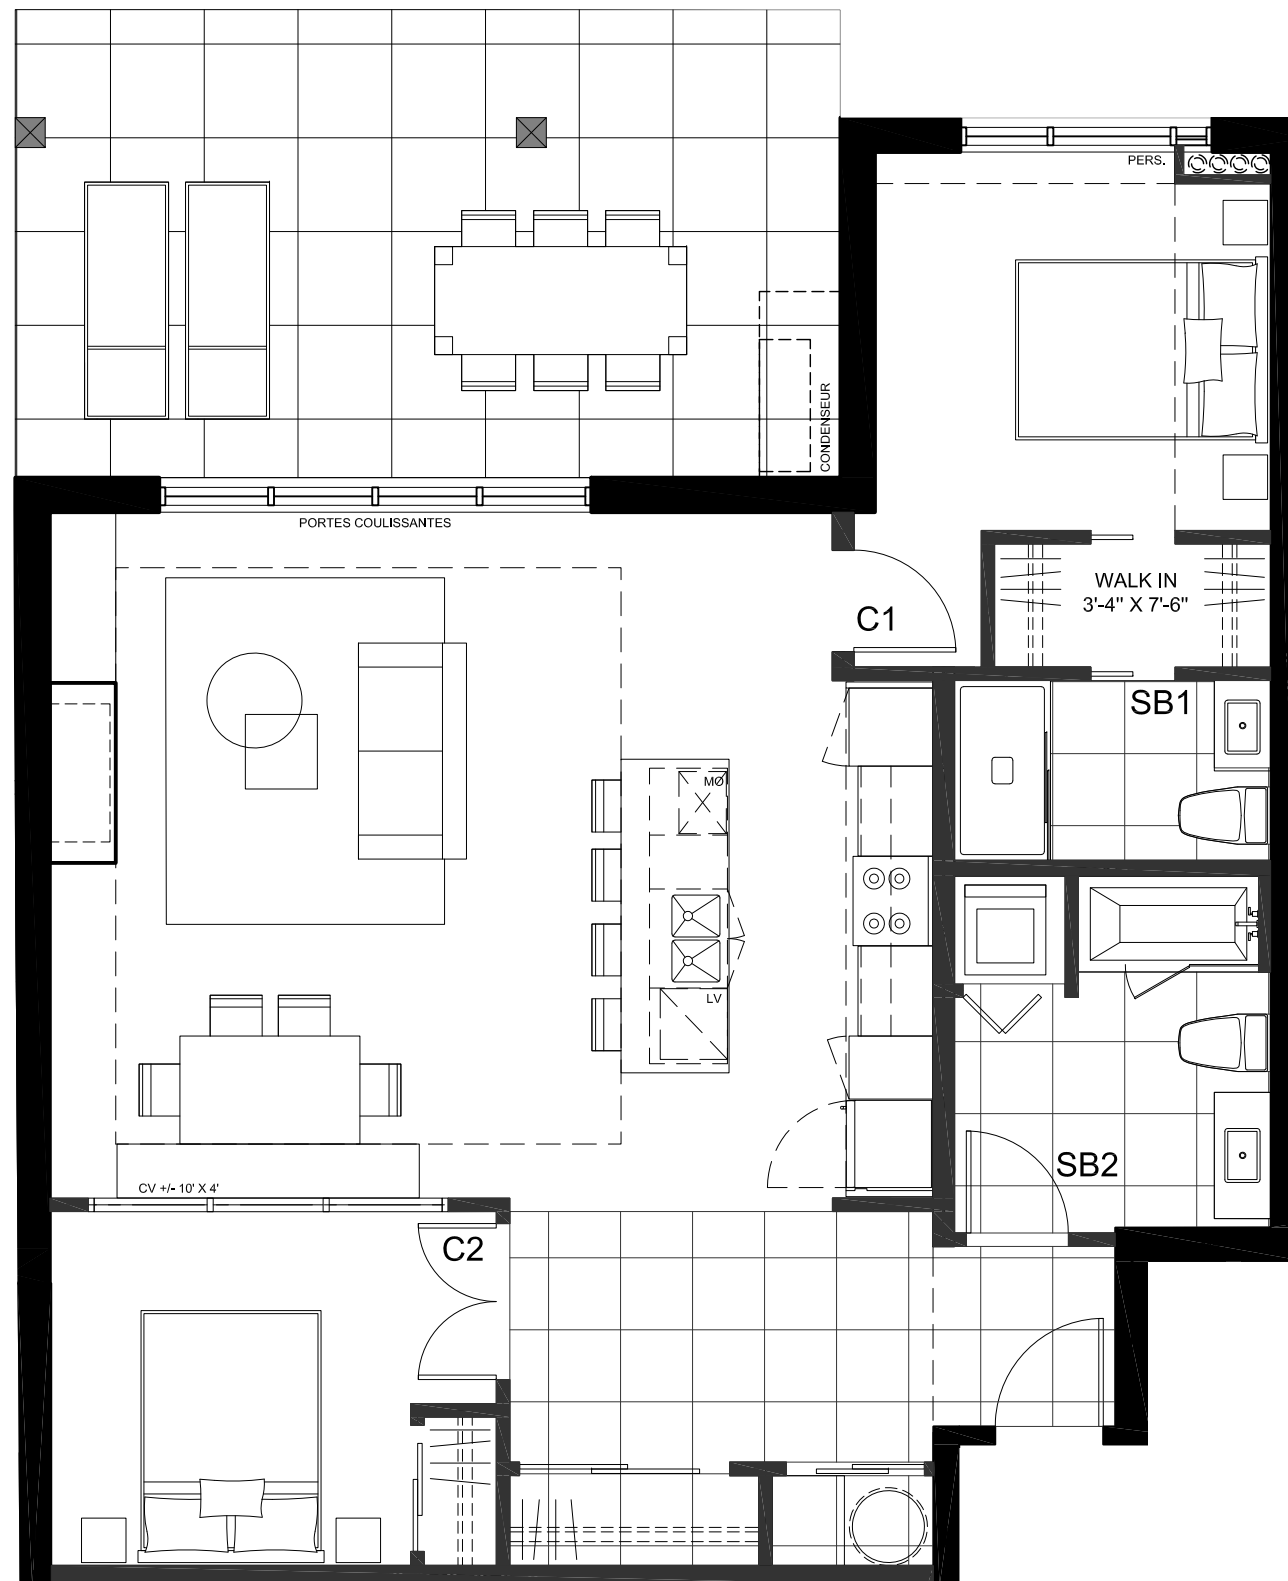 PERS.
CONDENSEUR
PORTES COULISSANTES
WALK IN
3'-4" X 7'-6"
C1
SB1
MO
LV
SB2
CV +/- 10' X 4'
C2